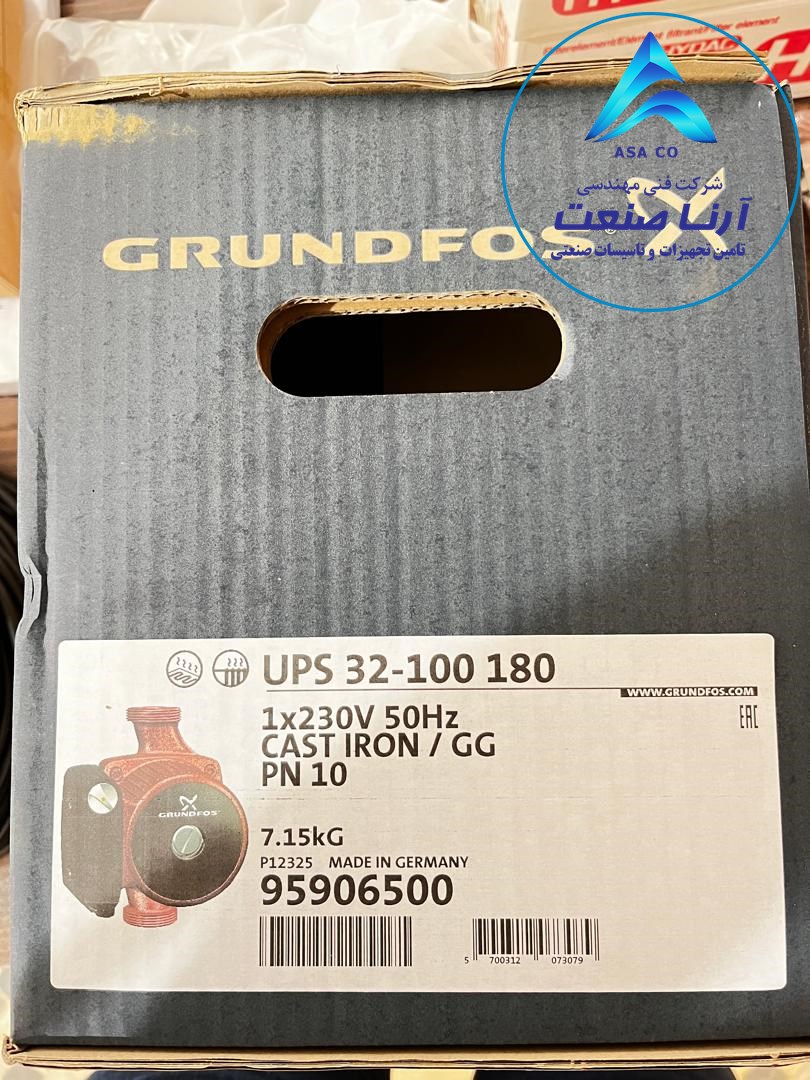 HYDAC
ASA CO
شرکت فنی مهندسی
آرنا صنعت
تامین تجهیزات و تاسیسات صنعتی
GRUNDFOS
UPS 32-100 180
WWW.GRUNDFOS.COM
1x230V 50Hz
EAC
CAST IRON / GG
PN 10
GRUNDFOS
7.15kG
P12325 MADE IN GERMANY
95906500
5 700312 073079